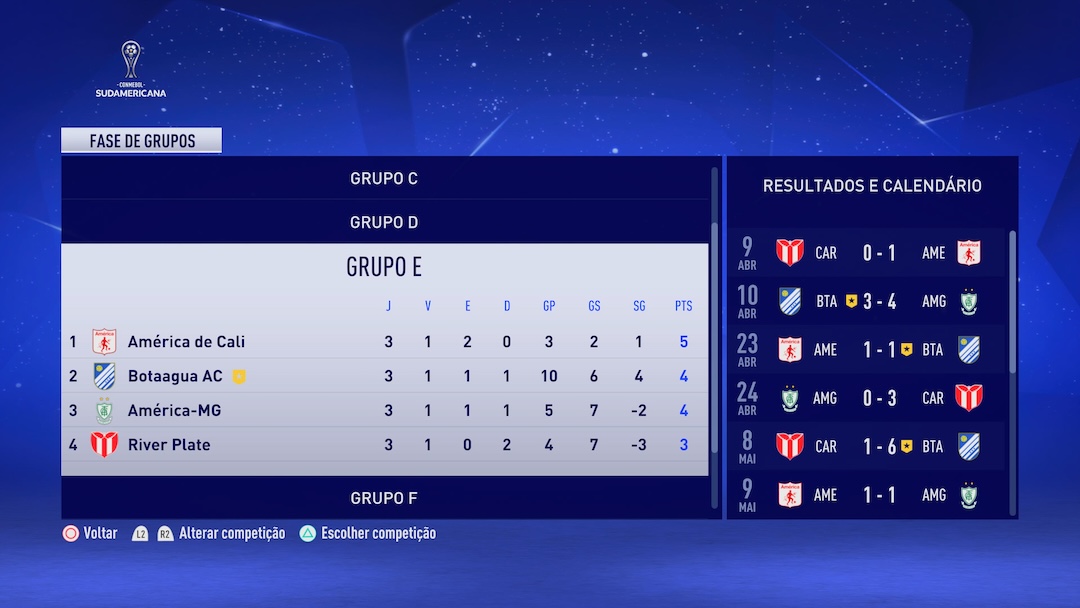 CONMEBOL
SUDAMERICANA
FASE DE GRUPOS
GRUPO C
GRUPO D
GRUPO E
J V E D GP GS SG PTS
1 América de Cali 3 1 2 0 3 2 1 5
2 Botaagua AC 3 1 1 1 10 6 4 4
3 América-MG 3 1 1 1 5 7 -2 4
4 River Plate 3 1 0 2 4 7 -3 3
GRUPO F
RESULTADOS E CALENDÁRIO
9 ABR CAR 0 - 1 AME
10 ABR BTA 3 - 4 AMG
23 ABR AME 1 - 1 BTA
24 ABR AMG 0 - 3 CAR
8 MAI CAR 1 - 6 BTA
9 MAI AME 1 - 1 AMG
Voltar L2 R2 Alterar competição Escolher competição